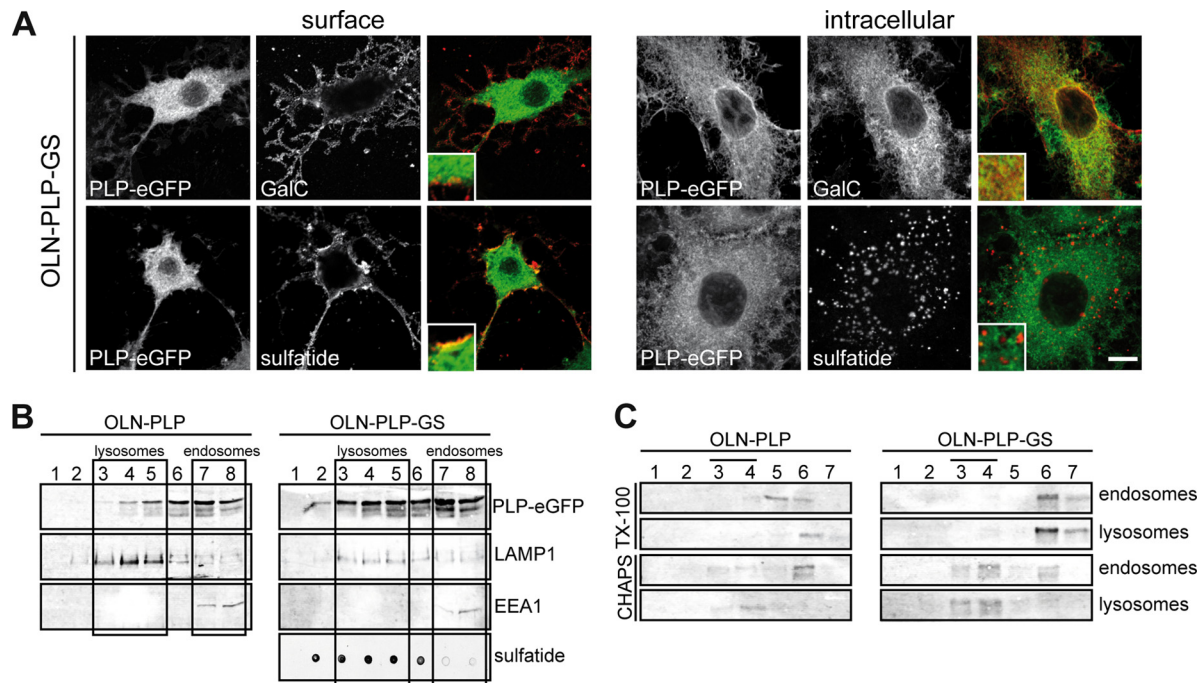 A
surface
intracellular
OLN-PLP-GS
PLP-eGFP
GalC
PLP-eGFP
GalC
PLP-eGFP
sulfatide
PLP-eGFP
sulfatide
B
OLN-PLP
OLN-PLP-GS
lysosomes
endosomes
lysosomes
endosomes
1 2 3 4 5 6 7 8
1 2 3 4 5 6 7 8
PLP-eGFP
LAMP1
EEA1
sulfatide
C
OLN-PLP
OLN-PLP-GS
1 2 3 4 5 6 7
1 2 3 4 5 6 7
TX-100
endosomes
lysosomes
CHAPS
endosomes
lysosomes